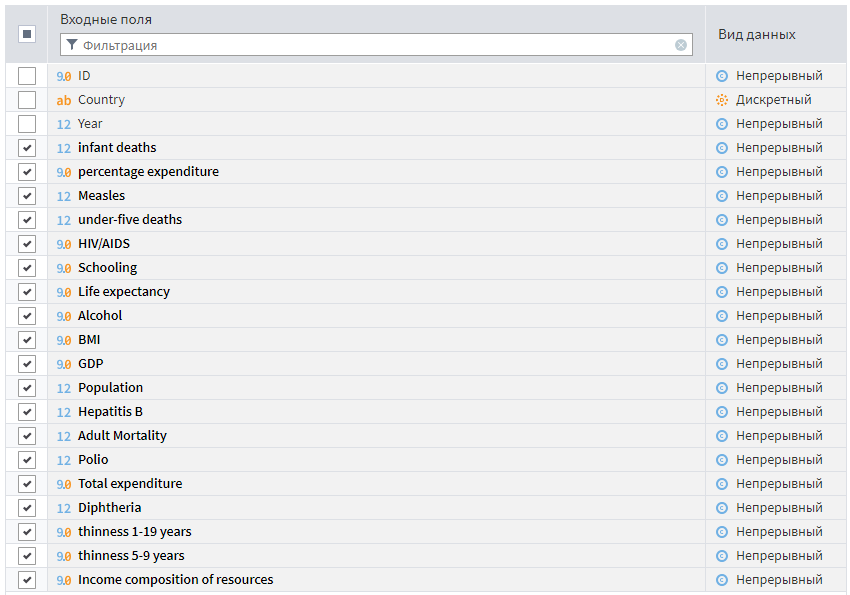 Входные поля
Фильтрация
Вид данных
9.0 ID Непрерывный
ab Country Дискретный
12 Year Непрерывный
12 infant deaths Непрерывный
9.0 percentage expenditure Непрерывный
12 Measles Непрерывный
12 under-five deaths Непрерывный
9.0 HIV/AIDS Непрерывный
9.0 Schooling Непрерывный
9.0 Life expectancy Непрерывный
9.0 Alcohol Непрерывный
9.0 BMI Непрерывный
9.0 GDP Непрерывный
12 Population Непрерывный
12 Hepatitis B Непрерывный
12 Adult Mortality Непрерывный
12 Polio Непрерывный
9.0 Total expenditure Непрерывный
12 Diphtheria Непрерывный
9.0 thinness 1-19 years Непрерывный
9.0 thinness 5-9 years Непрерывный
9.0 Income composition of resources Непрерывный